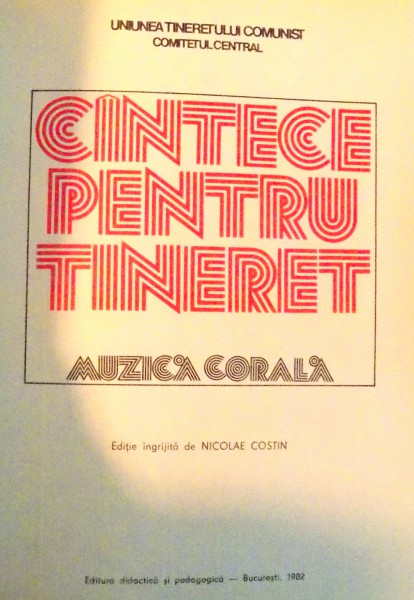 UNIUNEA TINERETULUI COMUNIST
COMITETUL CENTRAL
CÎNTECE
PENTRU
TINERET
MUZICĂ CORALĂ
Ediție îngrijită de NICOLAE COSTIN
Editura didactică și pedagogică — București, 1982